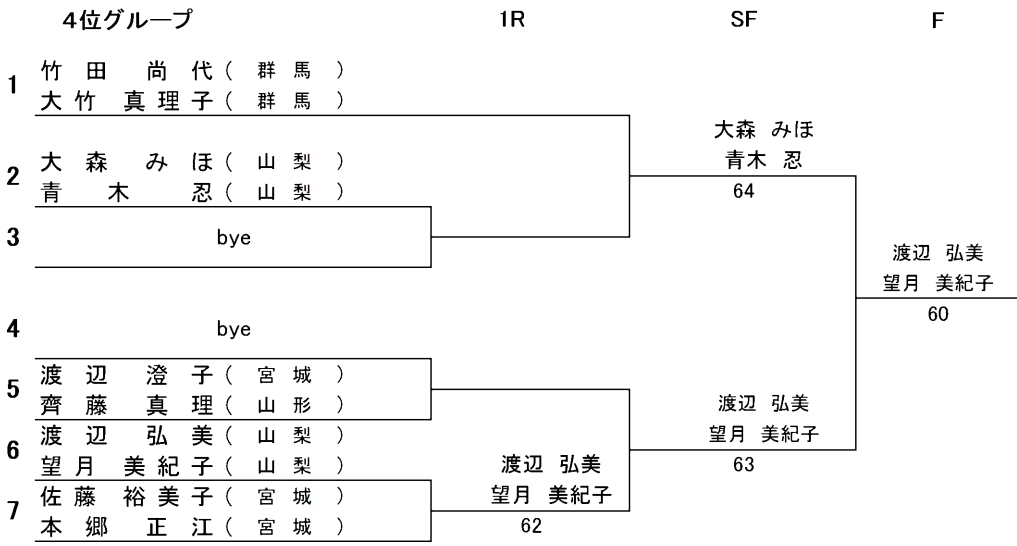 4位グループ 1R SF F
1 竹田 尚代 ( 群馬 )
大竹 真理子 ( 群馬 )
大森 みほ
2 大森 みほ ( 山梨 )
青木 忍
青木 忍 ( 山梨 )
64
3 bye
渡辺 弘美
望月 美紀子
60
4 bye
5 渡辺 澄子 ( 宮城 )
齊藤 真理 ( 山形 )
渡辺 弘美
6 渡辺 弘美 ( 山梨 )
望月 美紀子
望月 美紀子 ( 山梨 )
63
渡辺 弘美
7 佐藤 裕美子 ( 宮城 )
望月 美紀子
本郷 正江 ( 宮城 )
62